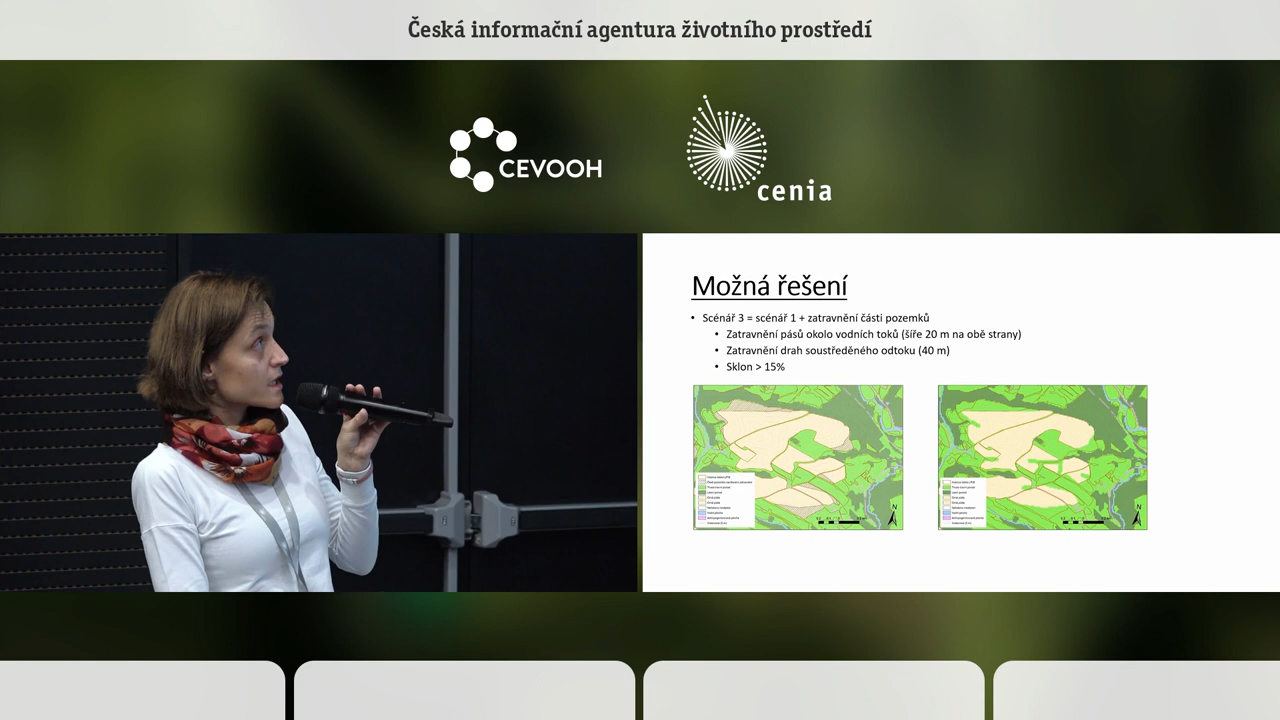 Česká informační agentura životního prostředí
CEVOOH
cenia
Možná řešení
• Scénář 3 = scénář 1 + zatravnění části pozemků
• Zatravnění pásů okolo vodních toků (šíře 20 m na obě strany)
• Zatravnění drah soustředěného odtoku (40 m)
• Sklon > 15%
N
N